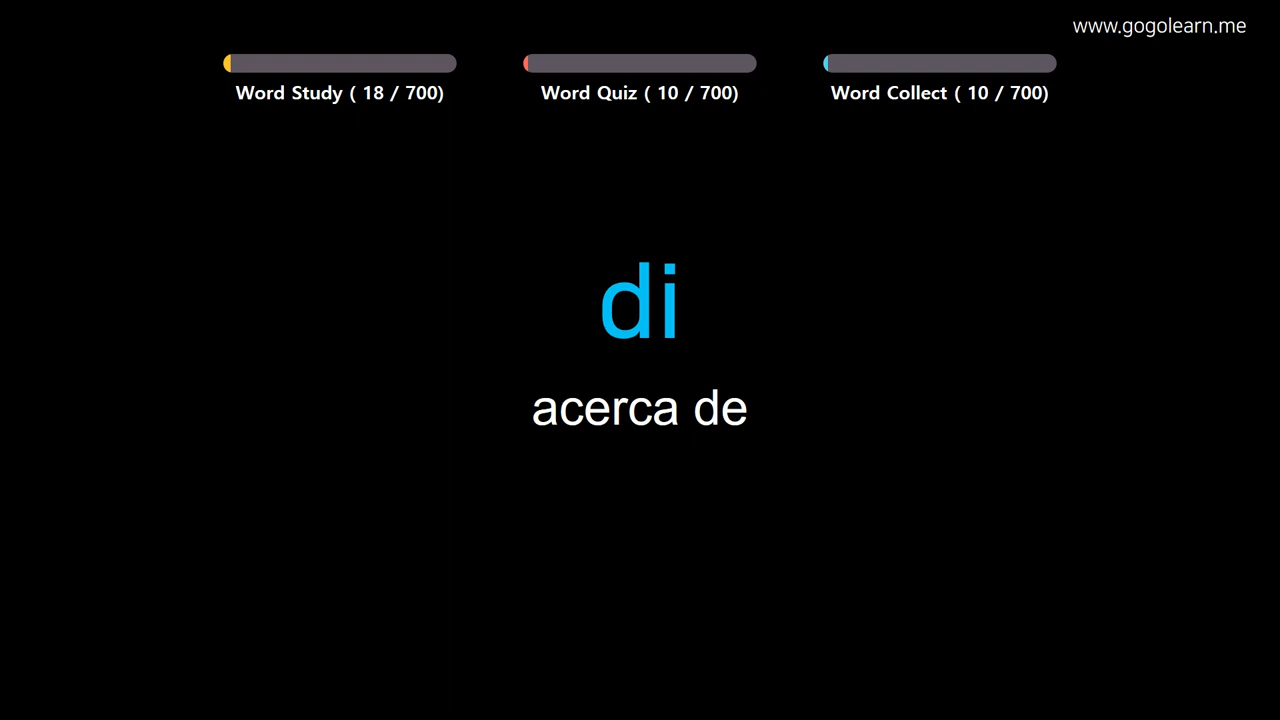 www.gogolearn.me
Word Study ( 18 / 700)
Word Quiz ( 10 / 700)
Word Collect ( 10 / 700)
di
acerca de